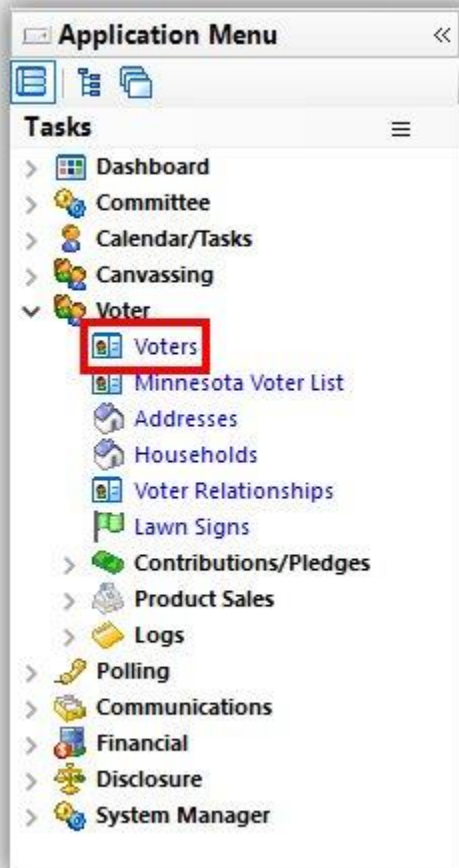 Application Menu
Tasks
Dashboard
Committee
Calendar/Tasks
Canvassing
Voter
Voters
Minnesota Voter List
Addresses
Households
Voter Relationships
Lawn Signs
Contributions/Pledges
Product Sales
Logs
Polling
Communications
Financial
Disclosure
System Manager